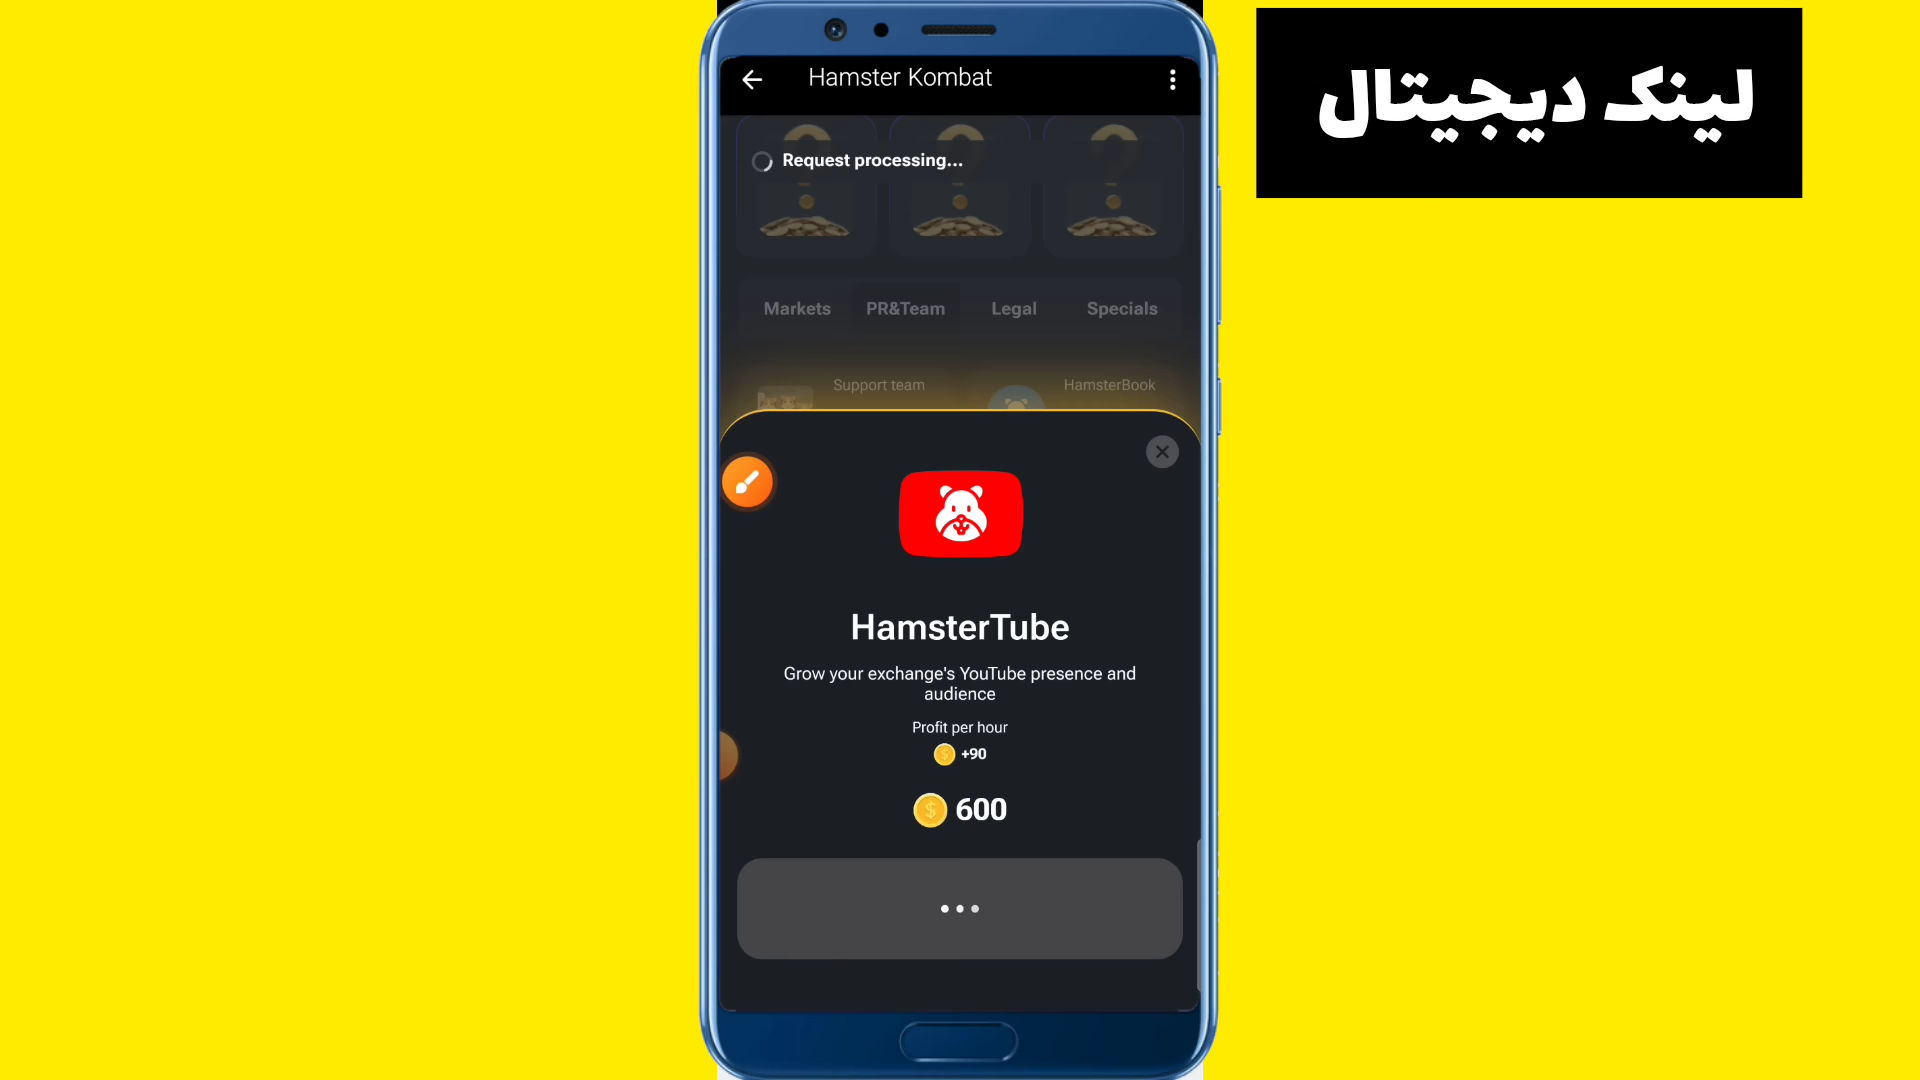 لینک دیجیتال
Hamster Kombat
Request processing...
Markets PR&Team Legal Specials
Support team HamsterBook
HamsterTube
Grow your exchange's YouTube presence and
audience
Profit per hour
+90
600